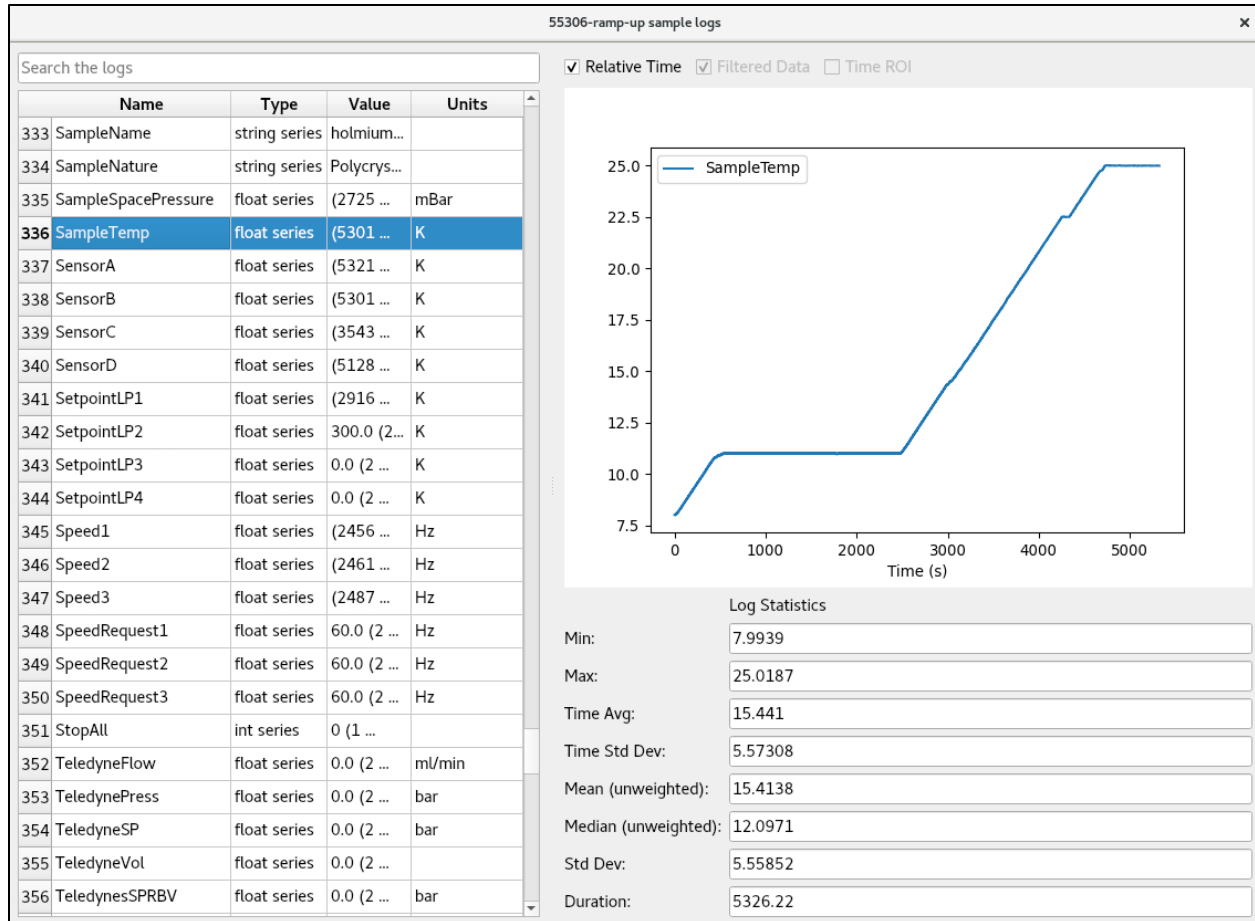 55306-ramp-up sample logs ×
Search the logs
Name Type Value Units
333 SampleName string series holmium...
334 SampleNature string series Polycrys...
335 SampleSpacePressure float series (2725 ... mBar
336 SampleTemp float series (5301 ... K
337 SensorA float series (5321 ... K
338 SensorB float series (5301 ... K
339 SensorC float series (3543 ... K
340 SensorD float series (5128 ... K
341 SetpointLP1 float series (2916 ... K
342 SetpointLP2 float series 300.0 (2... K
343 SetpointLP3 float series 0.0 (2 ... K
344 SetpointLP4 float series 0.0 (2 ... K
345 Speed1 float series (2456 ... Hz
346 Speed2 float series (2461 ... Hz
347 Speed3 float series (2487 ... Hz
348 SpeedRequest1 float series 60.0 (2 ... Hz
349 SpeedRequest2 float series 60.0 (2 ... Hz
350 SpeedRequest3 float series 60.0 (2 ... Hz
351 StopAll int series 0 (1 ...
352 TeledyneFlow float series 0.0 (2 ... ml/min
353 TeledynePress float series 0.0 (2 ... bar
354 TeledyneSP float series 0.0 (2 ... bar
355 TeledyneVol float series 0.0 (2 ...
356 TeledynesSPRBV float series 0.0 (2 ... bar
Relative Time Filtered Data Time ROI
SampleTemp
25.0
22.5
20.0
17.5
15.0
12.5
10.0
7.5
0 1000 2000 3000 4000 5000
Time (s)
Log Statistics
Min: 7.9939
Max: 25.0187
Time Avg: 15.441
Time Std Dev: 5.57308
Mean (unweighted): 15.4138
Median (unweighted): 12.0971
Std Dev: 5.55852
Duration: 5326.22